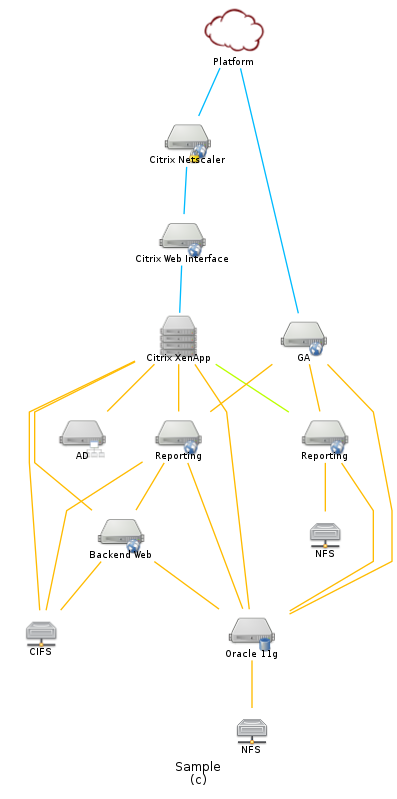 Platform
Citrix Netscaler
Citrix Web Interface
Citrix XenApp
GA
AD
Reporting
Reporting
Backend Web
NFS
CIFS
Oracle 11g
NFS
Sample
(c)